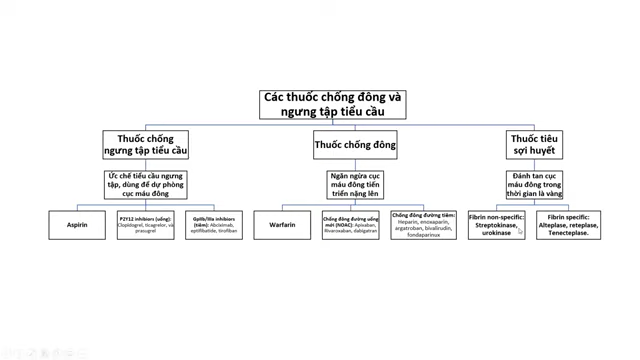 Các thuốc chống đông và
ngưng tập tiểu cầu
Thuốc chống
ngưng tập tiểu cầu
Thuốc chống đông
Thuốc tiêu
sợi huyết
Ức chế tiểu cầu ngưng
tập, dùng để dự phòng
cục máu đông
Ngăn ngừa cục
máu đông tiến
triển nặng lên
Đánh tan cục
máu đông trong
thời gian là vàng
Aspirin
P2Y12 inhibiors (uống):
Clopidogrel, ticagrelor, và
prasugrel
GpIIb/IIIa inhibiors
(tiêm): Abciximab,
eptifibatide, tirofiban
Warfarin
Chống đông đường uống
mới (NOAC): Apixaban,
Rivaroxaban, dabigatran
Chống đông đường tiêm:
Heparin, enoxaparin,
argatroban, bivalirudin,
fondaparinux
Fibrin non-specific:
Streptokinase,
urokinase
Fibrin specific:
Alteplase, reteplase,
Tenecteplase.